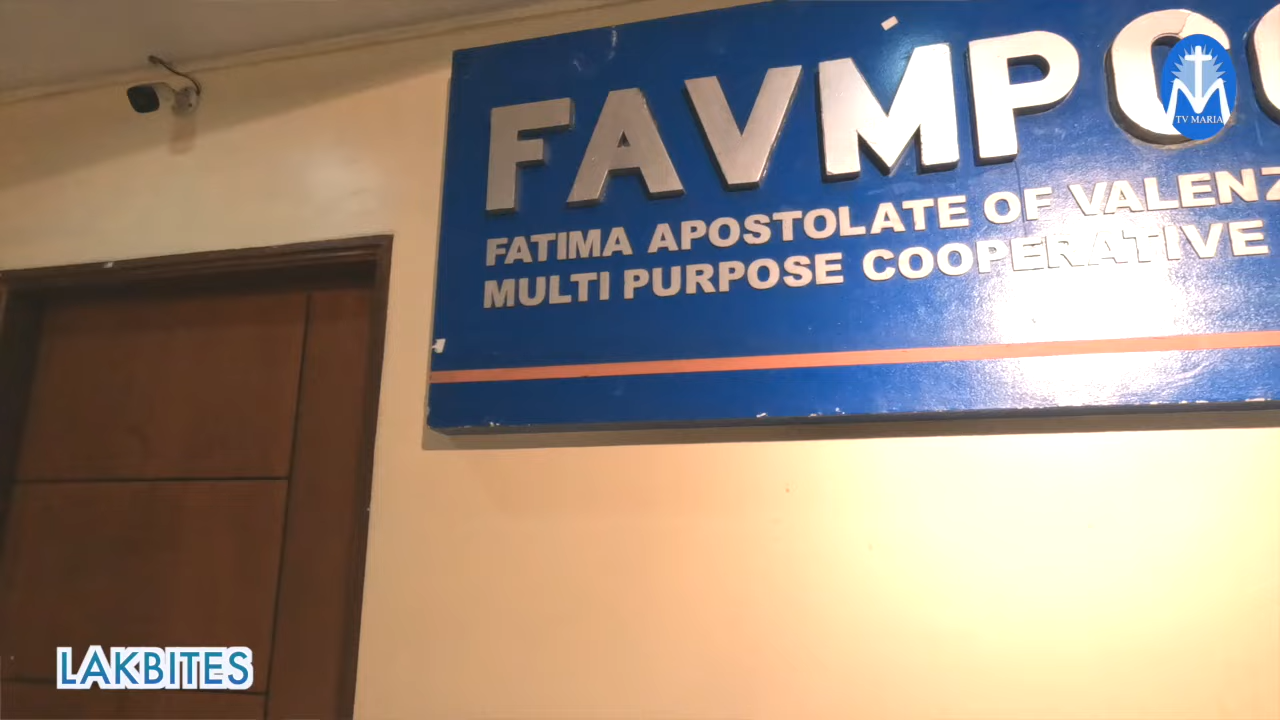 FAVMPC
TV MARIA
FATIMA APOSTOLATE OF VALENZ
MULTI PURPOSE COOPERATIVE
LAKBITES